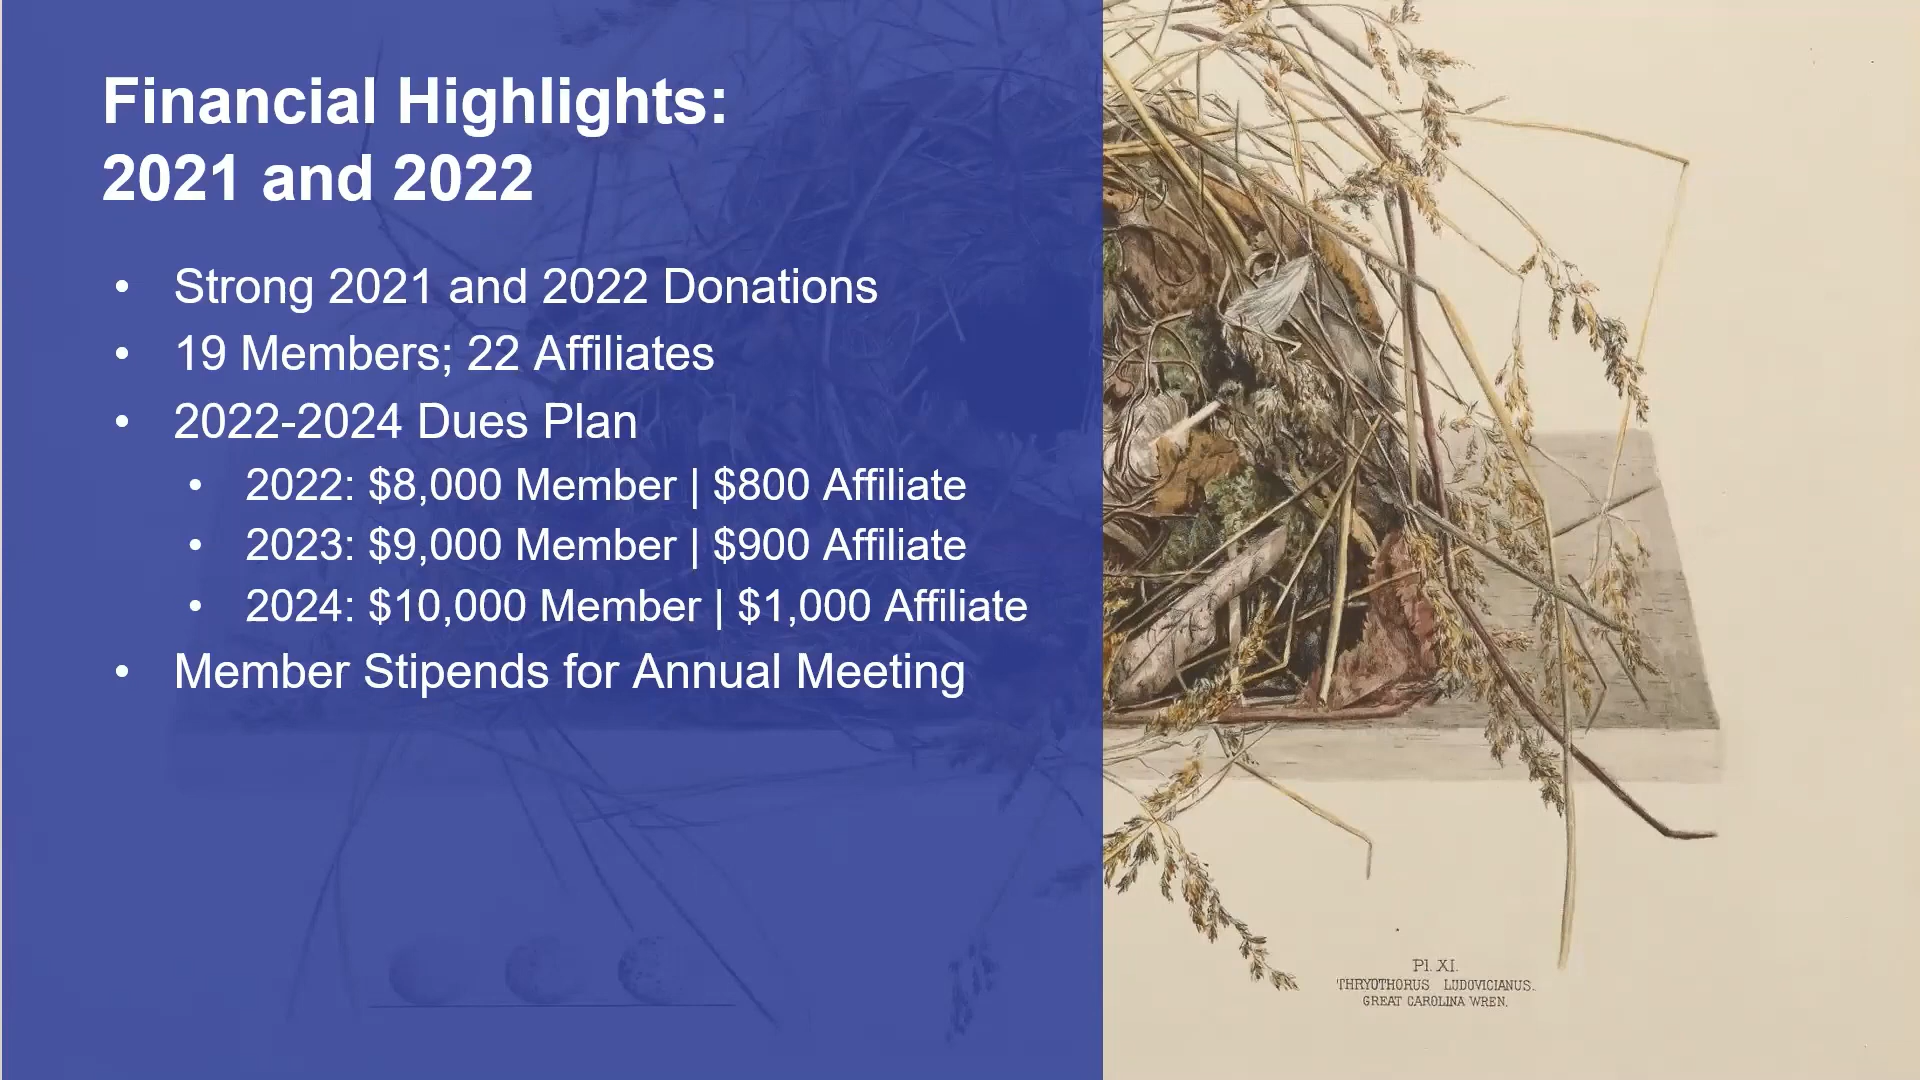 Financial Highlights:
2021 and 2022
• Strong 2021 and 2022 Donations
• 19 Members; 22 Affiliates
• 2022-2024 Dues Plan
• 2022: $8,000 Member | $800 Affiliate
• 2023: $9,000 Member | $900 Affiliate
• 2024: $10,000 Member | $1,000 Affiliate
• Member Stipends for Annual Meeting
Pl. XI.
THRYOTHORUS LUDOVICIANUS.
GREAT CAROLINA WREN.